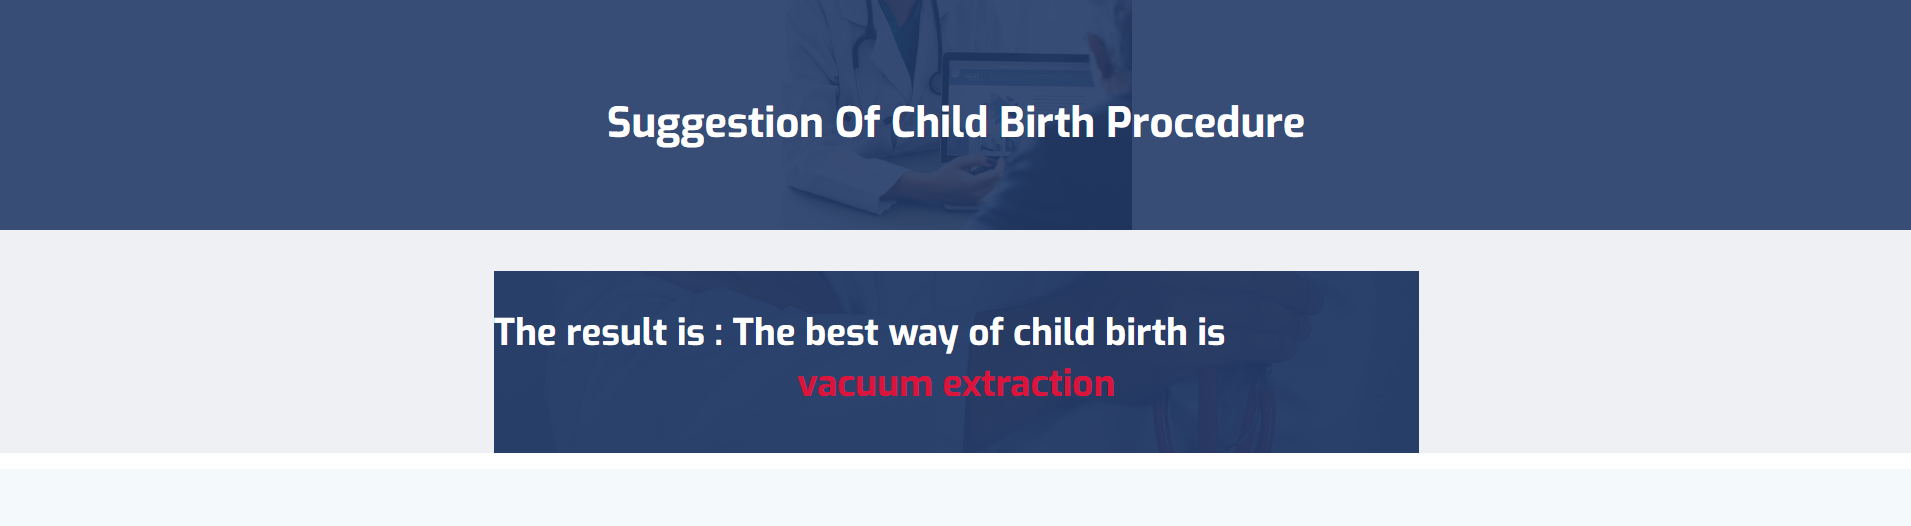 Suggestion Of Child Birth Procedure
The result is : The best way of child birth is
vacuum extraction